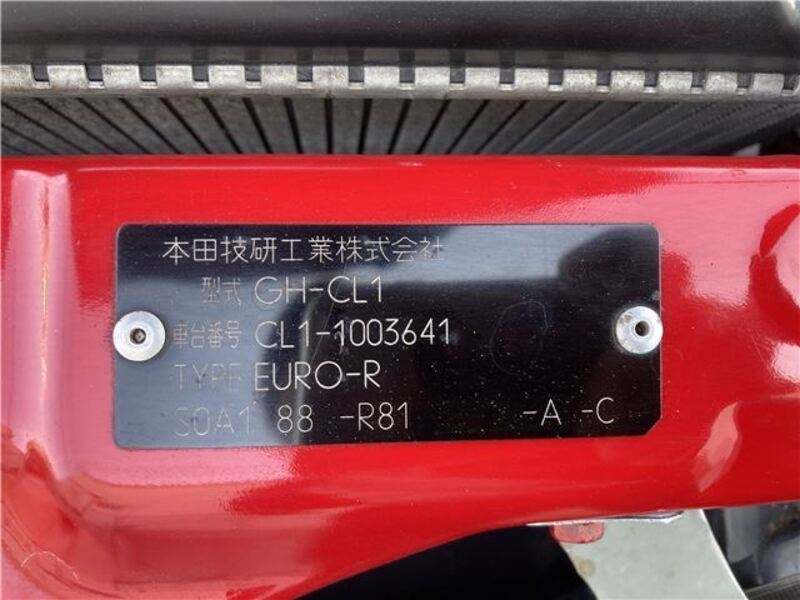 本田技研工業株式会社
型式 GH-CL1
車台番号 CL1-1003641
TYPE EURO-R
S0A1 88 -R81 -A -C